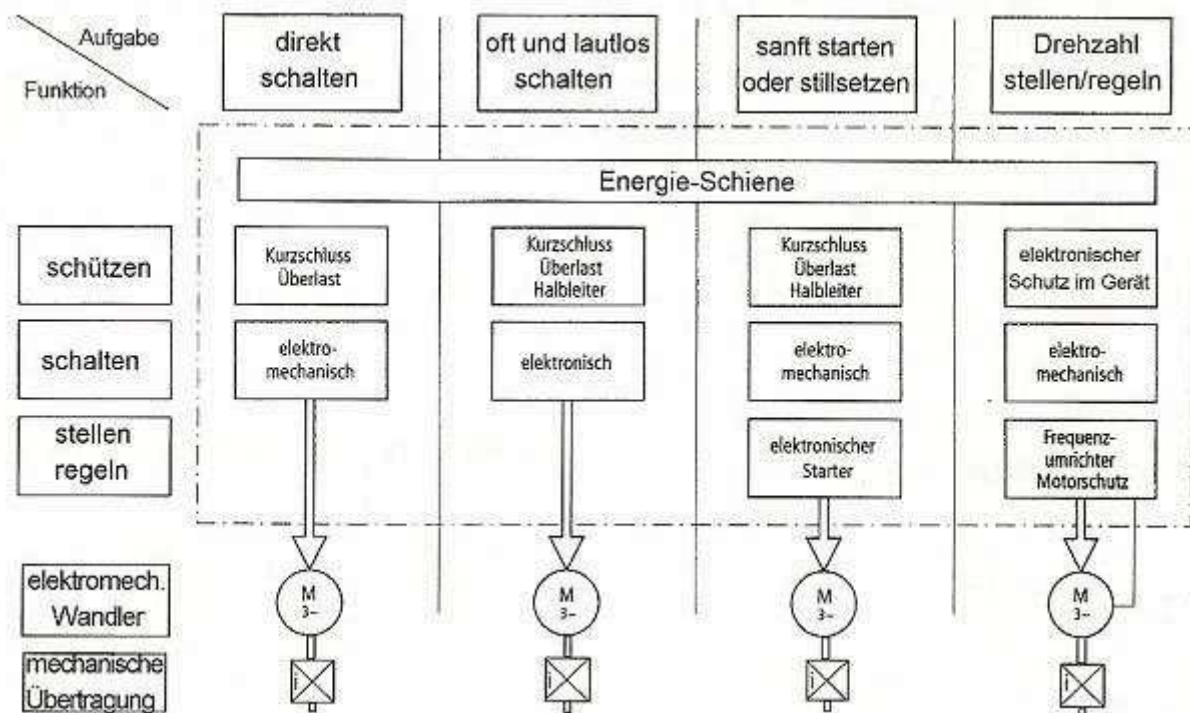 Aufgabe
Funktion
direkt
schalten
oft und lautlos
schalten
sanft starten
oder stillsetzen
Drehzahl
stellen/regeln
Energie-Schiene
schützen
Kurzschluss
Überlast
Kurzschluss
Überlast
Halbleiter
Kurzschluss
Überlast
Halbleiter
elektronischer
Schutz im Gerät
schalten
elektro-
mechanisch
elektronisch
elektro-
mechanisch
elektro-
mechanisch
stellen
regeln
elektronischer
Starter
Frequenz-
umrichter
Motorschutz
elektromech.
Wandler
M
3~
M
3~
M
3~
M
3~
mechanische
Übertragung
i
i
i
i